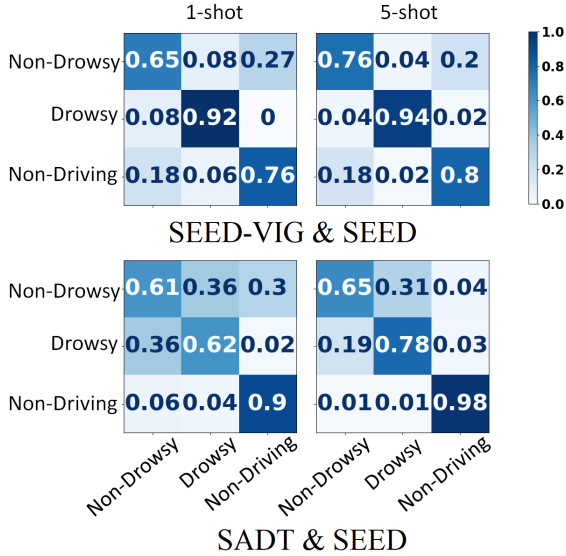 1-shot 5-shot
Non-Drowsy 0.65 0.08 0.27 0.76 0.04 0.2 1.0
0.8
Drowsy 0.08 0.92 0 0.04 0.94 0.02 0.6
0.4
Non-Driving 0.18 0.06 0.76 0.18 0.02 0.8 0.2
0.0
SEED-VIG & SEED
Non-Drowsy 0.61 0.36 0.3 0.65 0.31 0.04
Drowsy 0.36 0.62 0.02 0.19 0.78 0.03
Non-Driving 0.06 0.04 0.9 0.01 0.01 0.98
Non-Drowsy Drowsy Non-Driving Non-Drowsy Drowsy Non-Driving
SADT & SEED